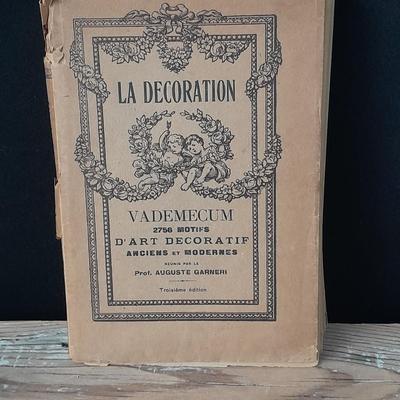 LA DECORATION
VADEMECUM
2756 MOTIFS
D'ART DECORATIF
ANCIENS ET MODERNES
RÉUNIS PAR LE
Prof. AUGUSTE GARNERI
Troisième édition